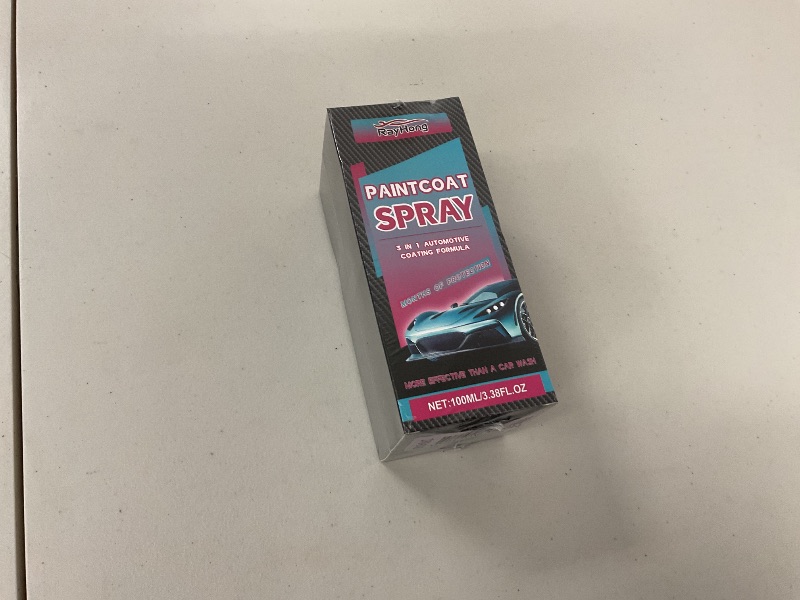 RayHong
PAINTCOAT
SPRAY
3 IN 1 AUTOMOTIVE
COATING FORMULA
MONTHS OF PROTECTION
MORE EFFECTIVE THAN A CAR WASH
NET:100ML/3.38FL.OZ